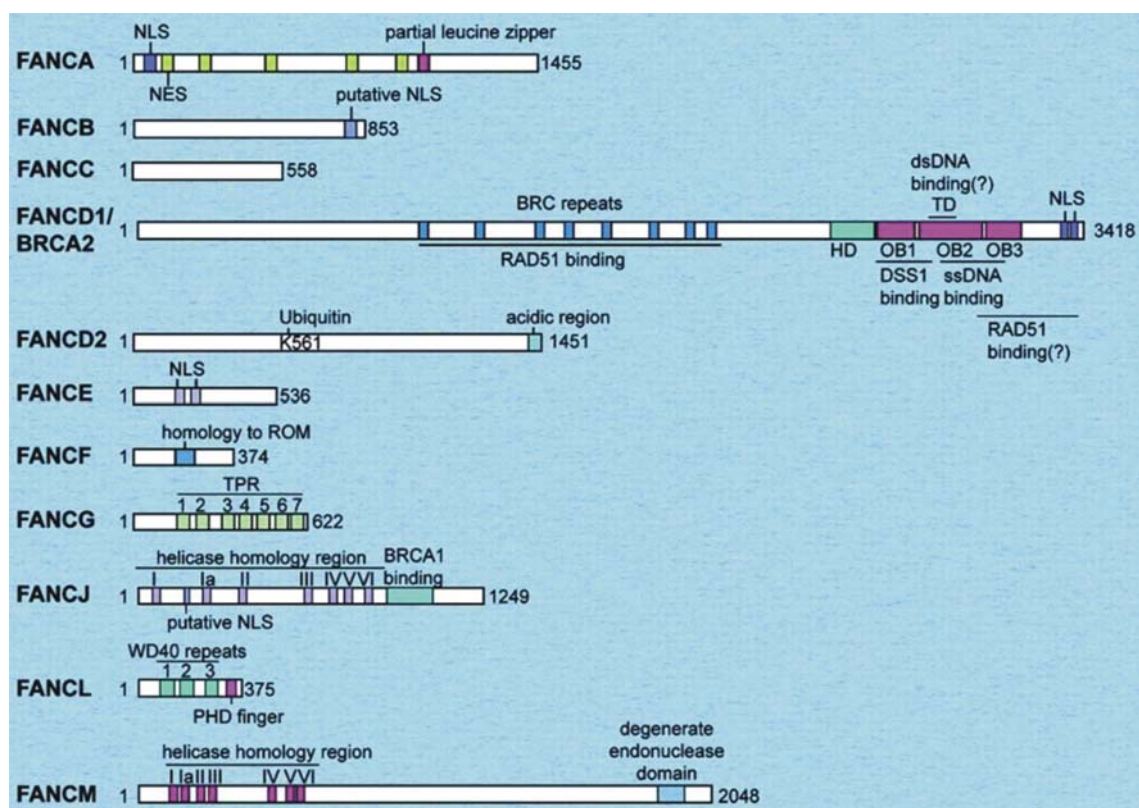 NLS partial leucine zipper
FANCA 1 1455
NES putative NLS
FANCB 1 853
FANCC 1 558
dsDNA
binding(?)
FANCD1/ BRC repeats TD NLS
BRCA2 1 3418
RAD51 binding HD OB1 OB2 OB3
DSS1 ssDNA
binding binding
Ubiquitin acidic region
FANCD2 1 K561 1451
RAD51
binding(?)
NLS
FANCE 1 536
homology to ROM
FANCF 1 374
TPR
1 2 3 4 5 6 7
FANCG 1 622
helicase homology region BRCA1
binding
I Ia II III IV V VI
FANCJ 1 1249
putative NLS
WD40 repeats
1 2 3
FANCL 1 375
PHD finger
degenerate
endonuclease
domain
helicase homology region
I Ia II III IV V VI
FANCM 1 2048